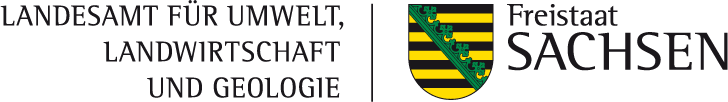 LANDESAMT FÜR UMWELT,
LANDWIRTSCHAFT
UND GEOLOGIE
Freistaat
SACHSEN